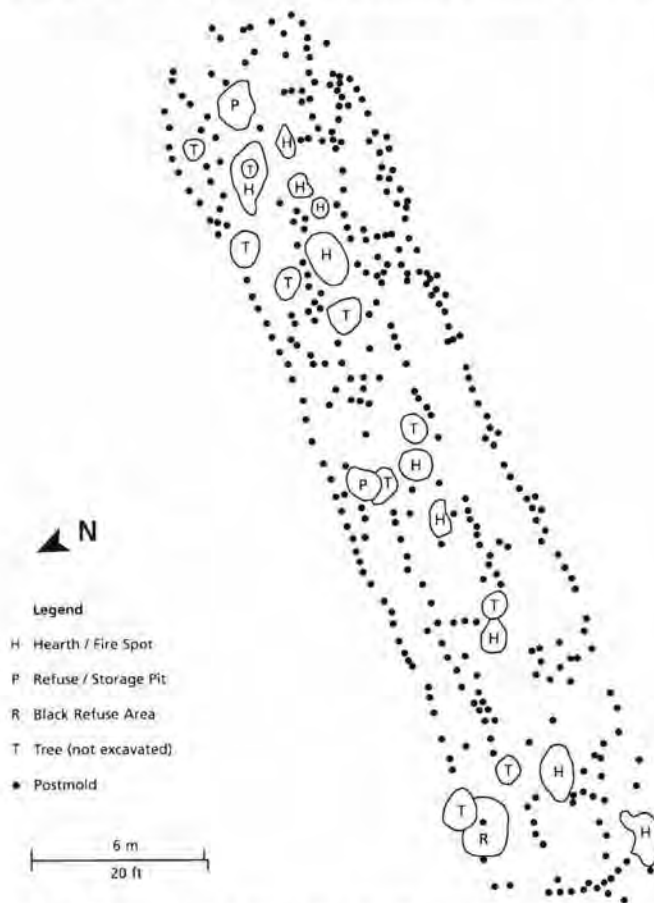 P
T
H
T
H
H
H
T
H
T
T
T
H
P
T
H
T
H
T
H
T
R
H
N
Legend
H Hearth / Fire Spot
P Refuse / Storage Pit
R Black Refuse Area
T Tree (not excavated)
● Postmold
6 m
20 ft